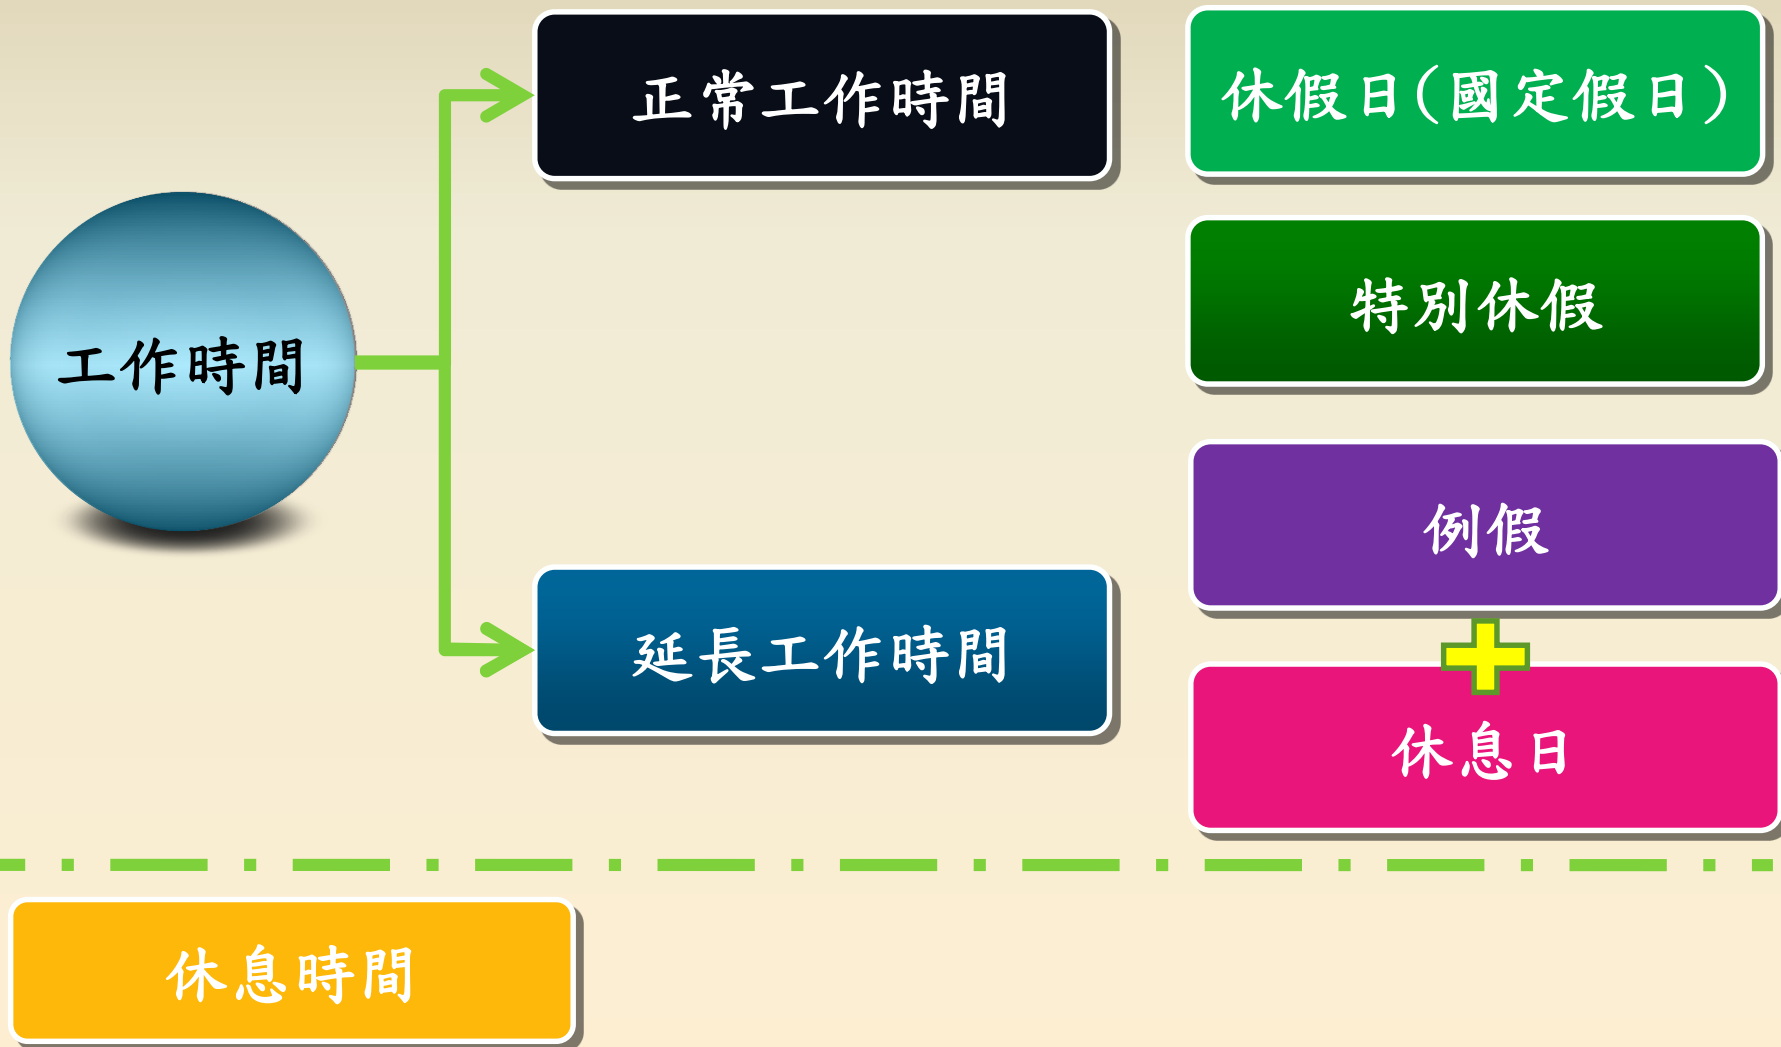 工作時間
正常工作時間
延長工作時間
休假日(國定假日)
特別休假
例假
休息日
休息時間